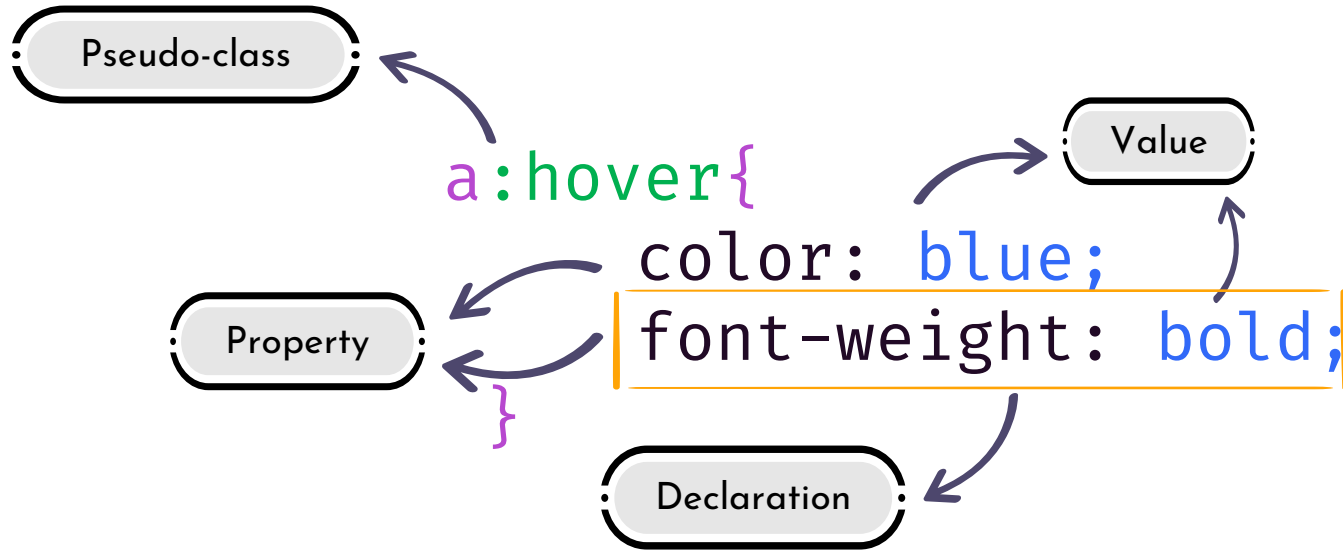 Pseudo-class
Value
a:hover{
color: blue;
Property
font-weight: bold;
}
Declaration